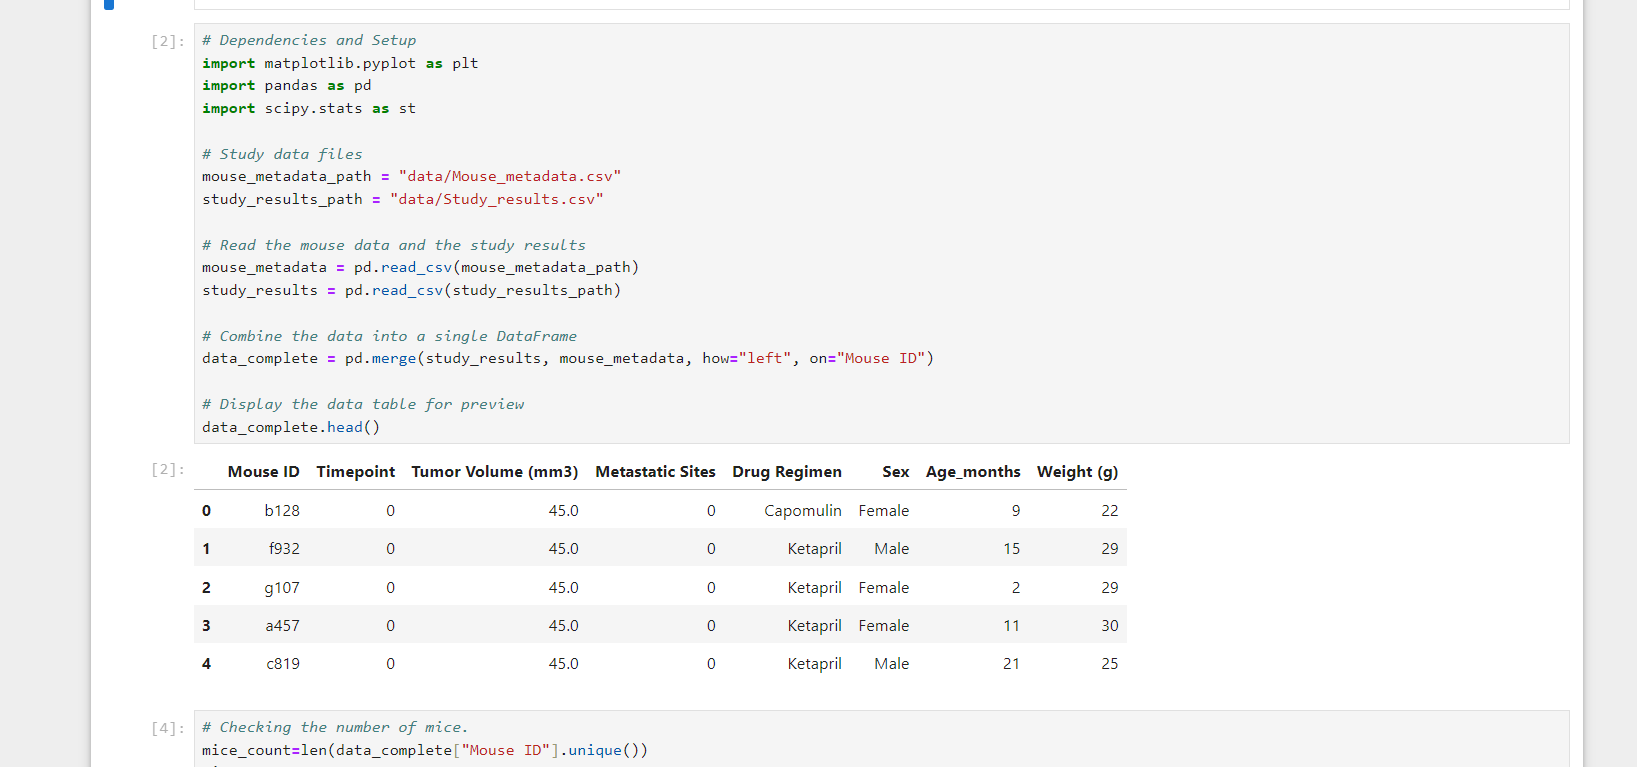 [2]:
# Dependencies and Setup
import matplotlib.pyplot as plt
import pandas as pd
import scipy.stats as st
# Study data files
mouse_metadata_path = "data/Mouse_metadata.csv"
study_results_path = "data/Study_results.csv"
# Read the mouse data and the study results
mouse_metadata = pd.read_csv(mouse_metadata_path)
study_results = pd.read_csv(study_results_path)
# Combine the data into a single DataFrame
data_complete = pd.merge(study_results, mouse_metadata, how="left", on="Mouse ID")
# Display the data table for preview
data_complete.head()
[2]:
Mouse ID Timepoint Tumor Volume (mm3) Metastatic Sites Drug Regimen Sex Age_months Weight (g)
0 b128 0 45.0 0 Capomulin Female 9 22
1 f932 0 45.0 0 Ketapril Male 15 29
2 g107 0 45.0 0 Ketapril Female 2 29
3 a457 0 45.0 0 Ketapril Female 11 30
4 c819 0 45.0 0 Ketapril Male 21 25
[4]:
# Checking the number of mice.
mice_count=len(data_complete["Mouse ID"].unique())